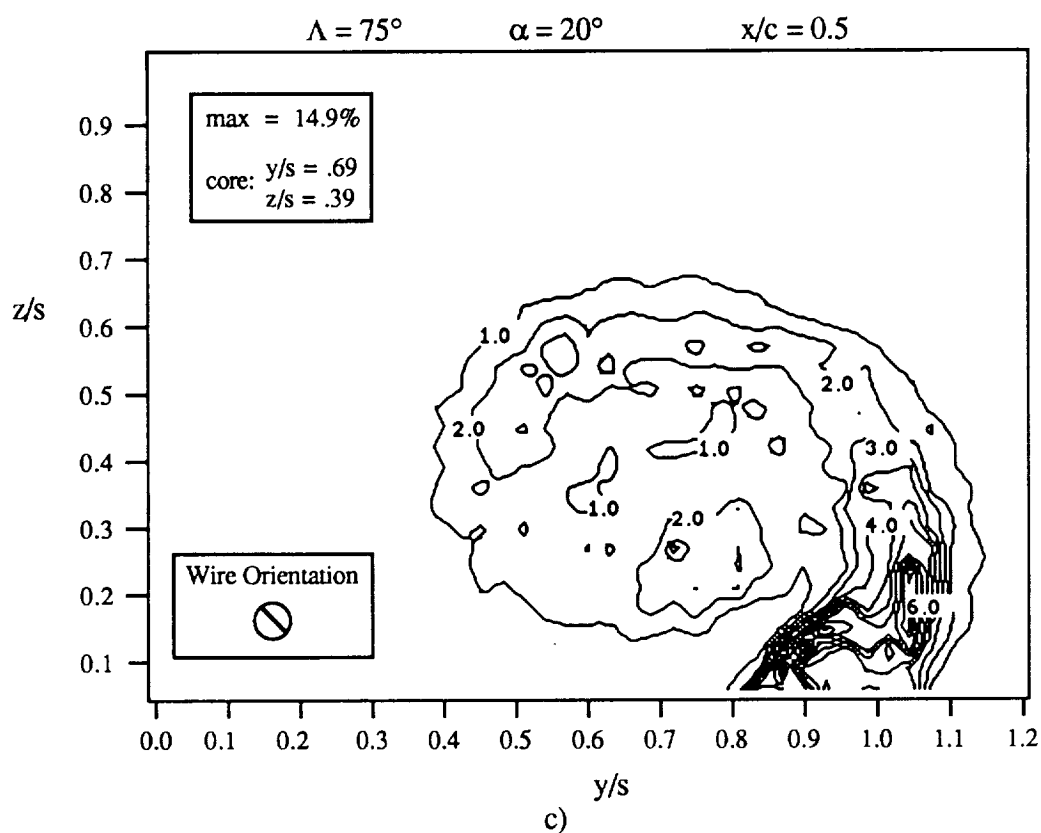 Λ = 75° α = 20° x/c = 0.5
max = 14.9%
core: y/s = .69
z/s = .39
z/s
0.9
0.8
0.7
0.6
0.5
0.4
0.3
0.2
0.1
1.0
2.0
2.0
3.0
1.0
1.0
2.0
4.0
6.0
Wire Orientation
0.0 0.1 0.2 0.3 0.4 0.5 0.6 0.7 0.8 0.9 1.0 1.1 1.2
y/s
c)